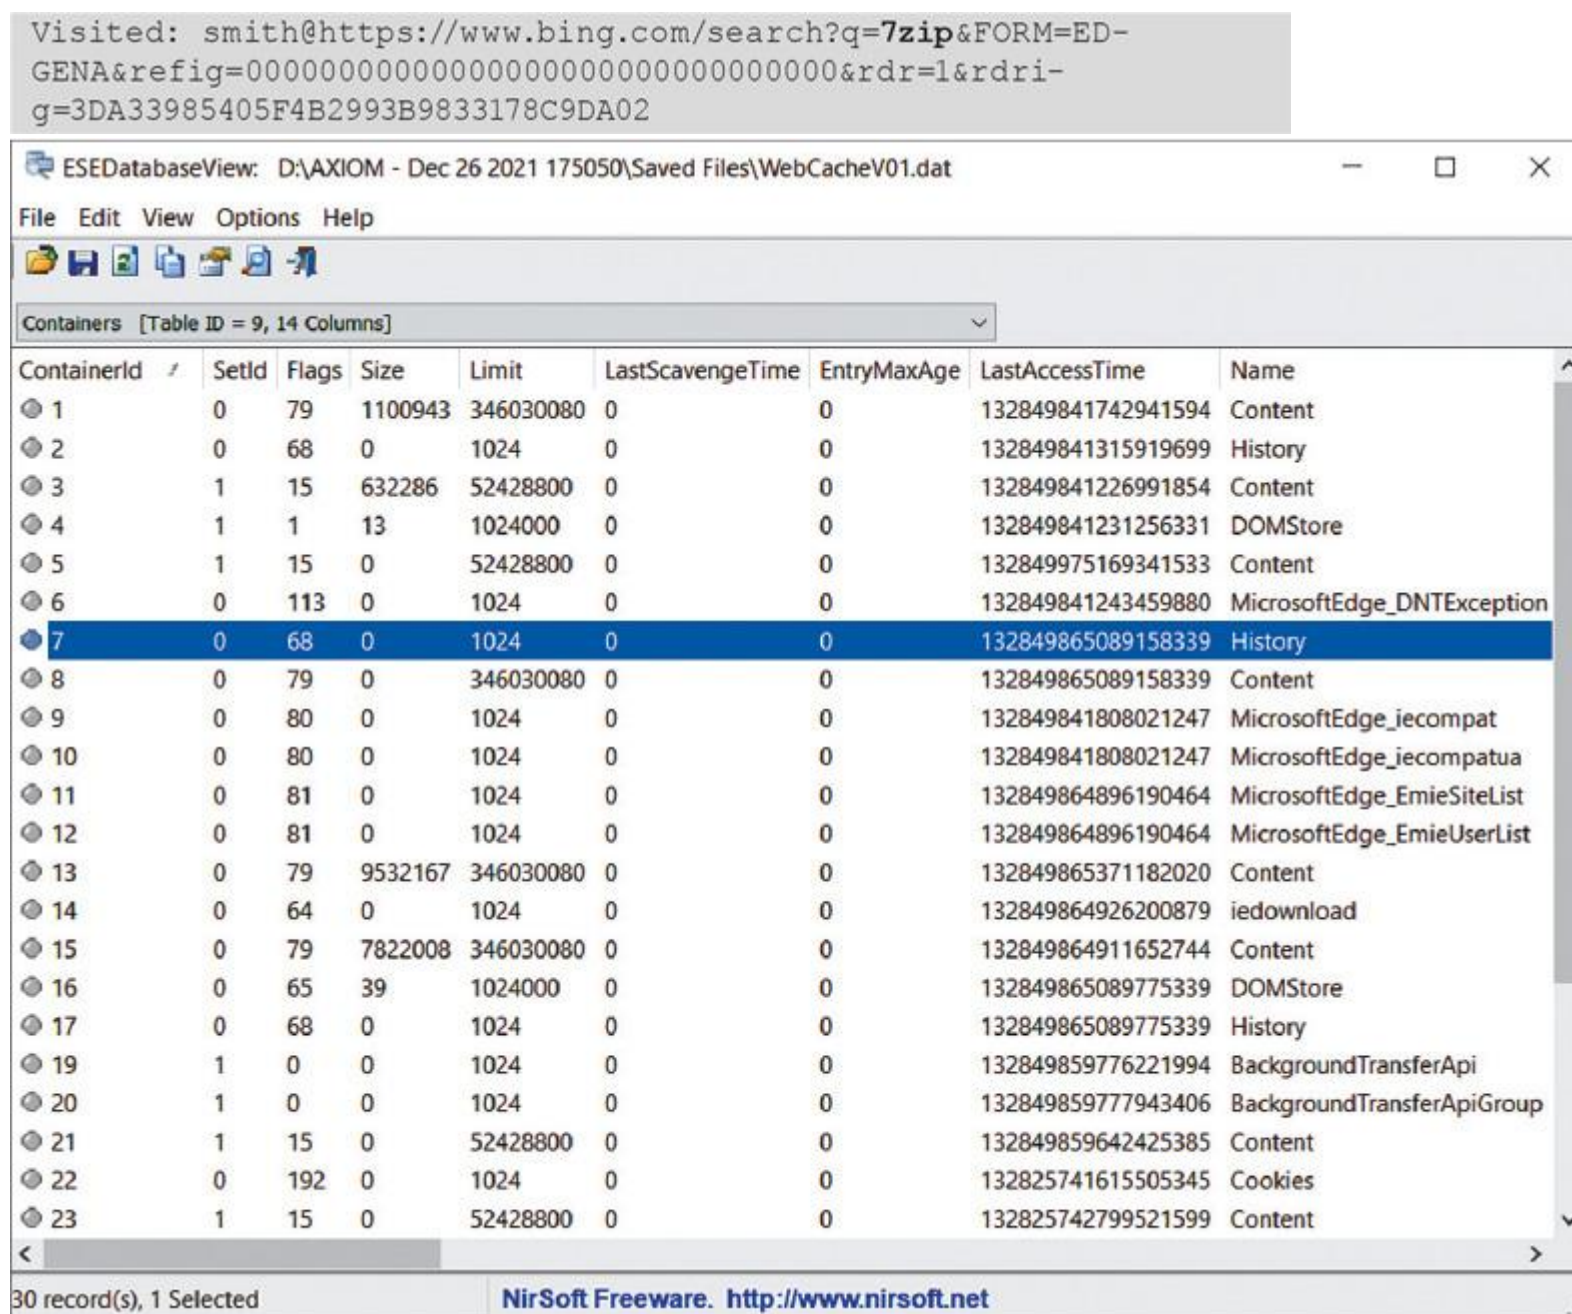 Visited: smith@https://www.bing.com/search?q=7zip&FORM=ED-
GENA&refig=00000000000000000000000000000000&rdr=1&rdri-
g=3DA33985405F4B2993B9833178C9DA02
ESEDatabaseView: D:\AXIOM - Dec 26 2021 175050\Saved Files\WebCacheV01.dat
File Edit View Options Help
Containers [Table ID = 9, 14 Columns]
ContainerId / SetId Flags Size Limit LastScavengeTime EntryMaxAge LastAccessTime Name
1 0 79 1100943 346030080 0 0 132849841742941594 Content
2 0 68 0 1024 0 0 132849841315919699 History
3 1 15 632286 52428800 0 0 132849841226991854 Content
4 1 1 13 1024000 0 0 132849841231256331 DOMStore
5 1 15 0 52428800 0 0 132849975169341533 Content
6 0 113 0 1024 0 0 132849841243459880 MicrosoftEdge_DNTException
7 0 68 0 1024 0 0 132849865089158339 History
8 0 79 0 346030080 0 0 132849865089158339 Content
9 0 80 0 1024 0 0 132849841808021247 MicrosoftEdge_iecompat
10 0 80 0 1024 0 0 132849841808021247 MicrosoftEdge_iecompatua
11 0 81 0 1024 0 0 132849864896190464 MicrosoftEdge_EmieSiteList
12 0 81 0 1024 0 0 132849864896190464 MicrosoftEdge_EmieUserList
13 0 79 9532167 346030080 0 0 132849865371182020 Content
14 0 64 0 1024 0 0 132849864926200879 iedownload
15 0 79 7822008 346030080 0 0 132849864911652744 Content
16 0 65 39 1024000 0 0 132849865089775339 DOMStore
17 0 68 0 1024 0 0 132849865089775339 History
19 1 0 0 1024 0 0 132849859776221994 BackgroundTransferApi
20 1 0 0 1024 0 0 132849859777943406 BackgroundTransferApiGroup
21 1 15 0 52428800 0 0 132849859642425385 Content
22 0 192 0 1024 0 0 132825741615505345 Cookies
23 1 15 0 52428800 0 0 132825742799521599 Content
30 record(s), 1 Selected NirSoft Freeware. http://www.nirsoft.net